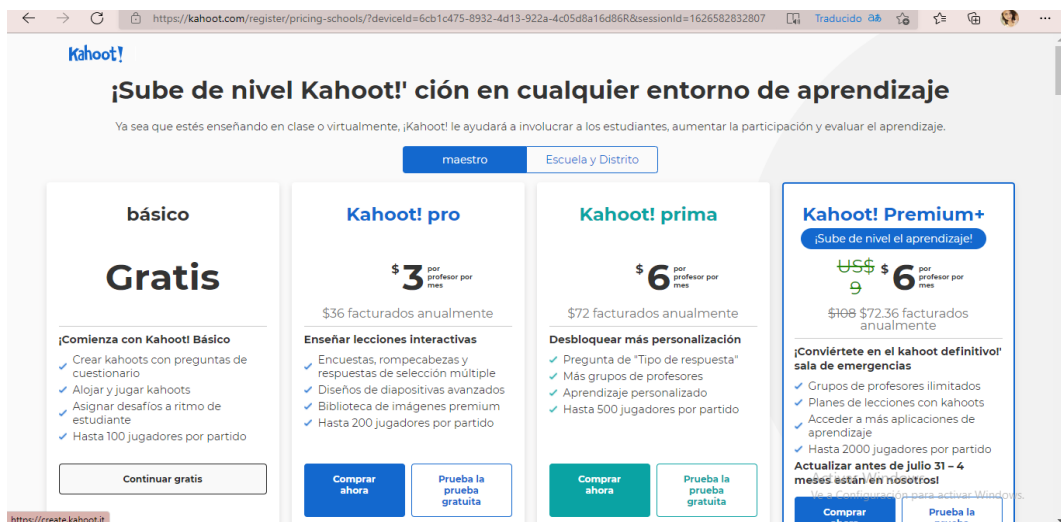 https://kahoot.com/register/pricing-schools/?deviceId=6cb1c475-8932-4d13-922a-4c05d8a16d86R&sessionId=1626582832807
Traducido
Kahoot!
¡Sube de nivel Kahoot!' ción en cualquier entorno de aprendizaje
Ya sea que estés enseñando en clase o virtualmente, ¡Kahoot! le ayudará a involucrar a los estudiantes, aumentar la participación y evaluar el aprendizaje.
maestro
Escuela y Distrito
básico
Gratis
¡Comienza con Kahoot! Básico
Crear kahoots con preguntas de
cuestionario
Alojar y jugar kahoots
Asignar desafíos a ritmo de
estudiante
Hasta 100 jugadores por partido
Continuar gratis
Kahoot! pro
$ 3 por
profesor por
mes
$36 facturados anualmente
Enseñar lecciones interactivas
Encuestas, rompecabezas y
respuestas de selección múltiple
Diseños de diapositivas avanzados
Biblioteca de imágenes premium
Hasta 200 jugadores por partido
Comprar
ahora
Prueba la
prueba
gratuita
Kahoot! prima
$ 6 por
profesor por
mes
$72 facturados anualmente
Desbloquear más personalización
Pregunta de "Tipo de respuesta"
Más grupos de profesores
Aprendizaje personalizado
Hasta 500 jugadores por partido
Comprar
ahora
Prueba la
prueba
gratuita
Kahoot! Premium+
¡Sube de nivel el aprendizaje!
US$
9
$ 6 por
profesor por
mes
$108 $72.36 facturados
anualmente
¡Conviértete en el kahoot definitivo!'
sala de emergencias
Grupos de profesores ilimitados
Planes de lecciones con kahoots
Acceder a más aplicaciones de
aprendizaje
Hasta 2000 jugadores por partido
Actualizar antes de julio 31 – 4
meses están en nosotros!
Activar Windows
Ve a Configuración para activar Windows.
Comprar
ahora
Prueba la
prueba
https://create.kahoot.it